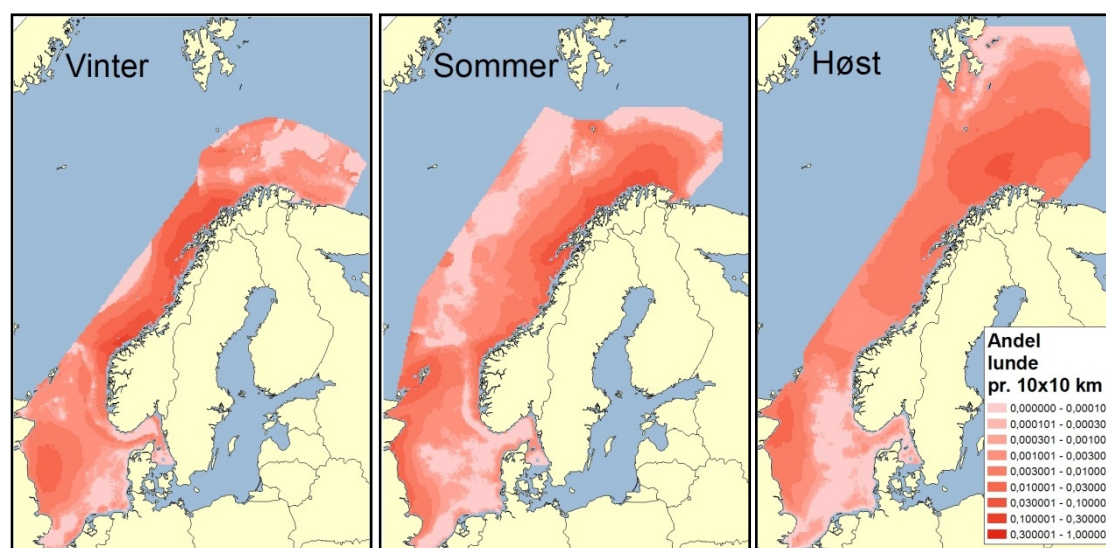 Vinter
Sommer
Høst
Andel
lunde
pr. 10x10 km
0,000000 - 0,00010
0,000101 - 0,00030
0,000301 - 0,00100
0,001001 - 0,00300
0,003001 - 0,01000
0,010001 - 0,03000
0,030001 - 0,10000
0,100001 - 0,30000
0,300001 - 1,00000